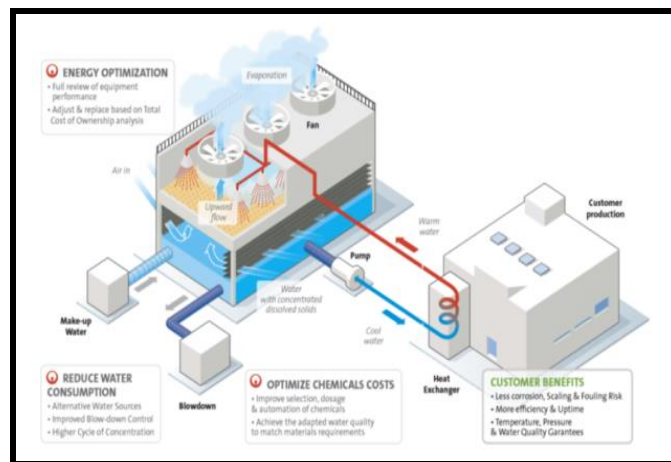 ENERGY OPTIMIZATION
• Full review of equipment
performance
• Adjust & replace based on Total
Cost of Ownership analysis
Evaporation
Fan
Air in
Upward
flow
Warm
water
Customer
production
Pump
Water
with concentrated
dissolved solids
Make-up
Water
Cool
water
Blowdown
Heat
Exchanger
REDUCE WATER
CONSUMPTION
• Alternative Water Sources
• Improved Blow-down Control
• Higher Cycle of Concentration
OPTIMIZE CHEMICALS COSTS
• Improve selection, dosage
& automation of chemicals
• Achieve the adapted water quality
to match materials requirements
CUSTOMER BENEFITS
• Less corrosion, Scaling & Fouling Risk
• More efficiency & Uptime
• Temperature, Pressure
& Water Quality Garantees